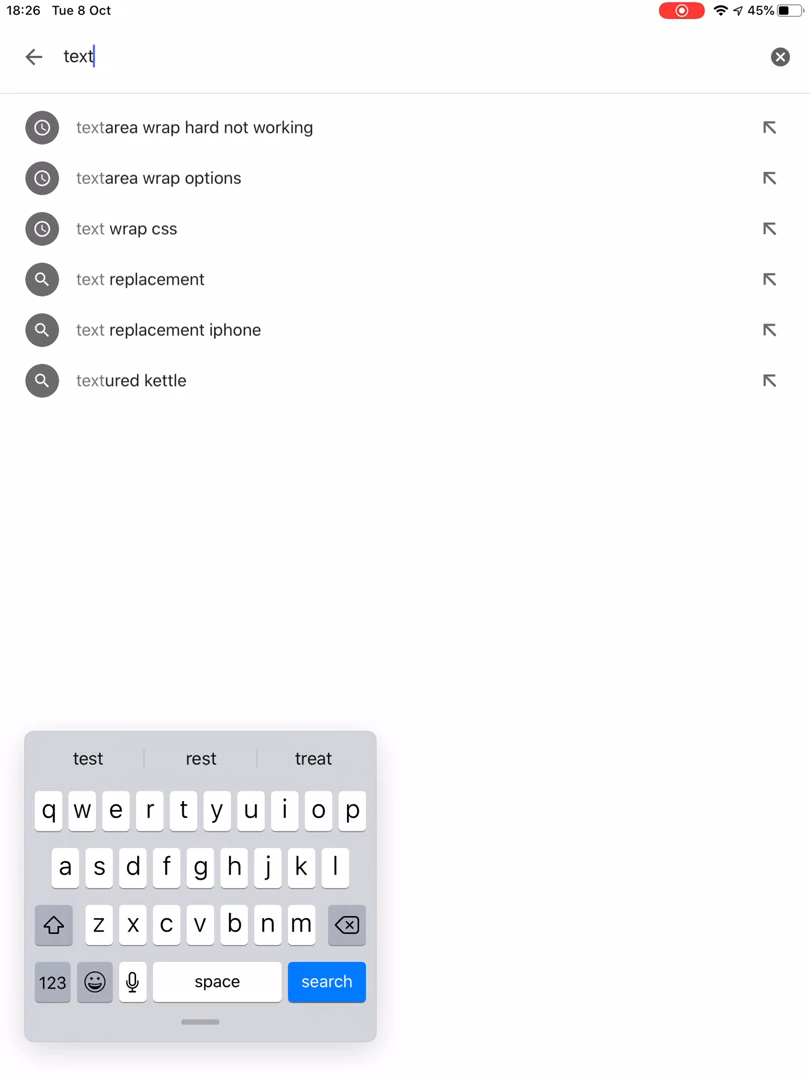 18:26 Tue 8 Oct 45%
text
textarea wrap hard not working
textarea wrap options
text wrap css
text replacement
text replacement iphone
textured kettle
test rest treat
q w e r t y u i o p
a s d f g h j k l
z x c v b n m
123 space search